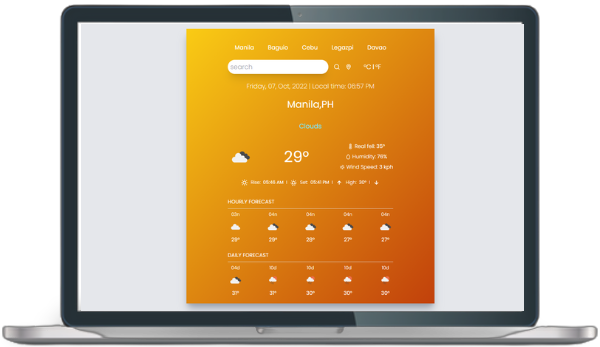 Manila Baguio Cebu Legazpi Davao
search °C | °F
Friday, 07, Oct, 2022 | Local time: 06:57 PM
Manila,PH
Clouds
29°
Real fell: 35°
Humidity: 76%
Wind Speed: 3 kph
Rise: 05:46 AM | Set: 05:41 PM | High: 30° |
HOURLY FORECAST
03n 04n 04n 04n 04n
28° 29° 28° 27° 27°
DAILY FORECAST
04d 10d 10d 10d 10d
31° 31° 30° 30° 30°